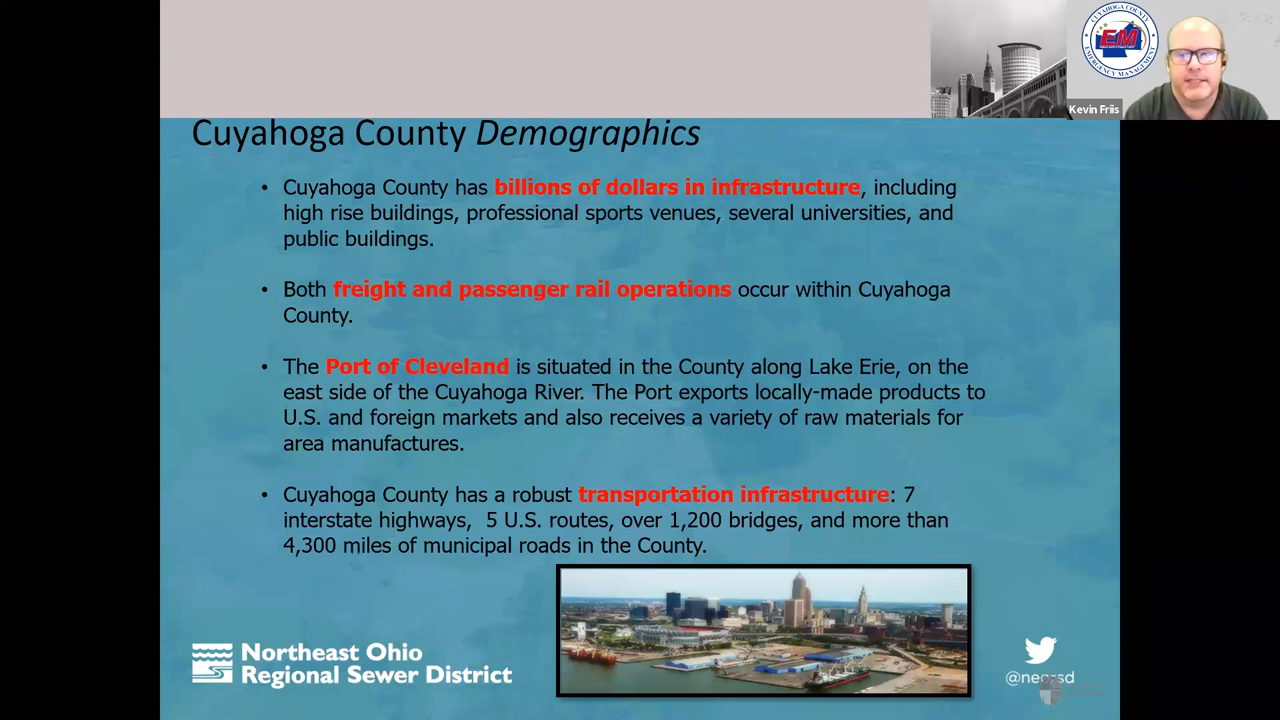 CUYAHOGA COUNTY
EM
EMERGENCY MANAGEMENT
Kevin Friis
Cuyahoga County Demographics
• Cuyahoga County has billions of dollars in infrastructure, including
high rise buildings, professional sports venues, several universities, and
public buildings.
• Both freight and passenger rail operations occur within Cuyahoga
County.
• The Port of Cleveland is situated in the County along Lake Erie, on the
east side of the Cuyahoga River. The Port exports locally-made products to
U.S. and foreign markets and also receives a variety of raw materials for
area manufactures.
• Cuyahoga County has a robust transportation infrastructure: 7
interstate highways,  5 U.S. routes, over 1,200 bridges, and more than
4,300 miles of municipal roads in the County.
Northeast Ohio
Regional Sewer District
@neorsd